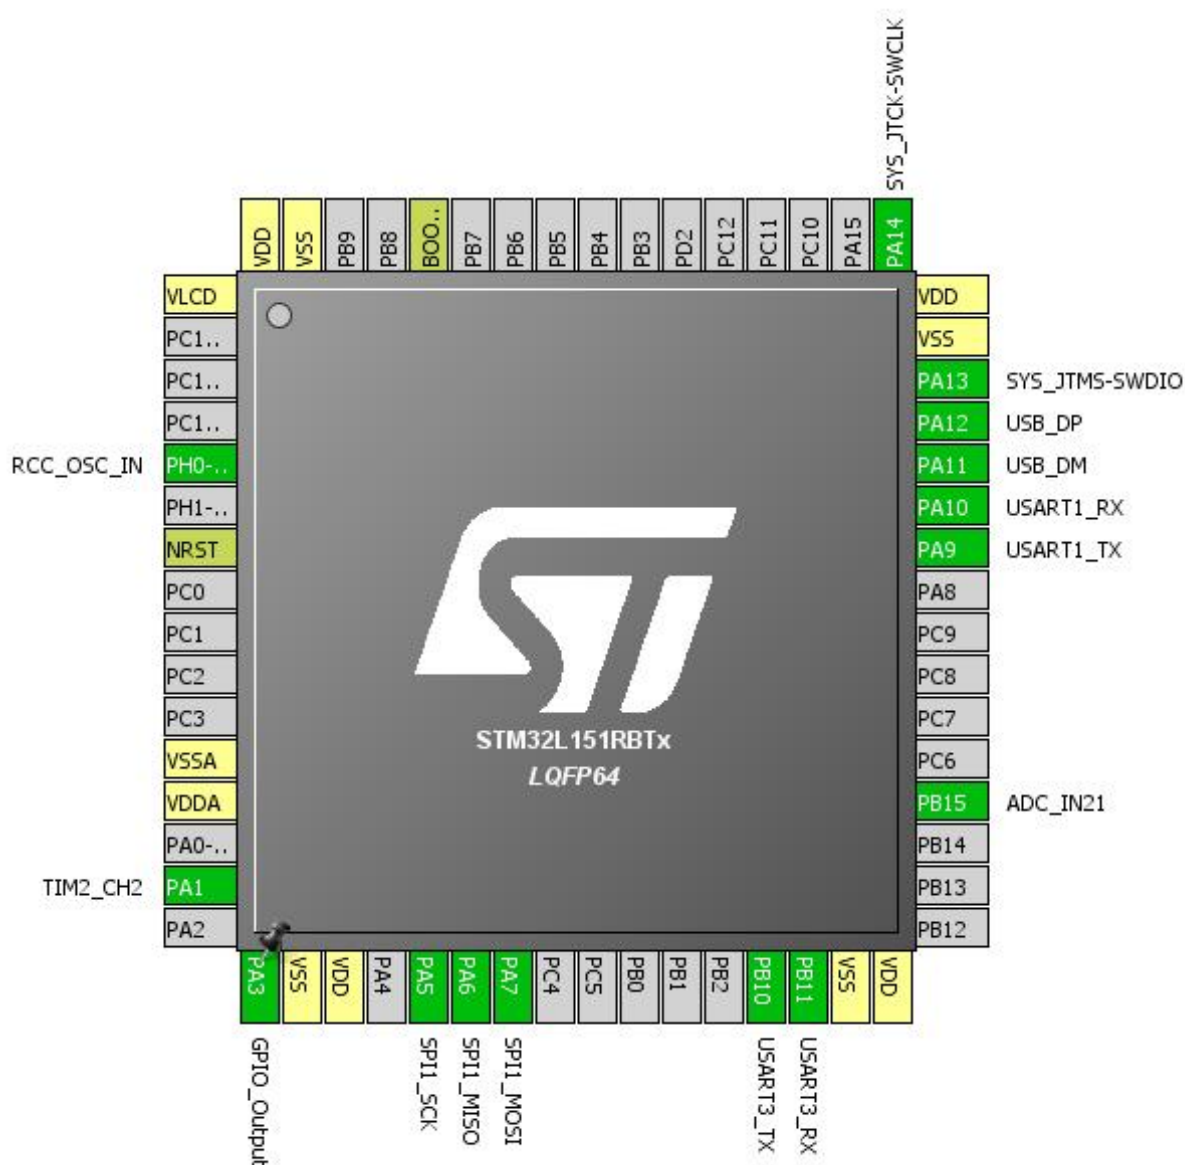 SYS_JTCK-SWCLK
VDD
VSS
PB9
PB8
BOO..
PB7
PB6
PB5
PB4
PB3
PD2
PC12
PC11
PC10
PA15
PA14
VLCD
PC1..
PC1..
PC1..
RCC_OSC_IN PH0-..
PH1-..
NRST
PC0
PC1
PC2
PC3
VSSA
VDDA
PA0-..
TIM2_CH2 PA1
PA2
ST
STM32L151RBTx
LQFP64
VDD
VSS
PA13 SYS_JTMS-SWDIO
PA12 USB_DP
PA11 USB_DM
PA10 USART1_RX
PA9 USART1_TX
PA8
PC9
PC8
PC7
PC6
PB15 ADC_IN21
PB14
PB13
PB12
PA3
VSS
VDD
PA4
PA5
PA6
PA7
PC4
PC5
PB0
PB1
PB2
PB10
PB11
VSS
VDD
GPIO_Output
SPI1_SCK
SPI1_MISO
SPI1_MOSI
USART3_TX
USART3_RX